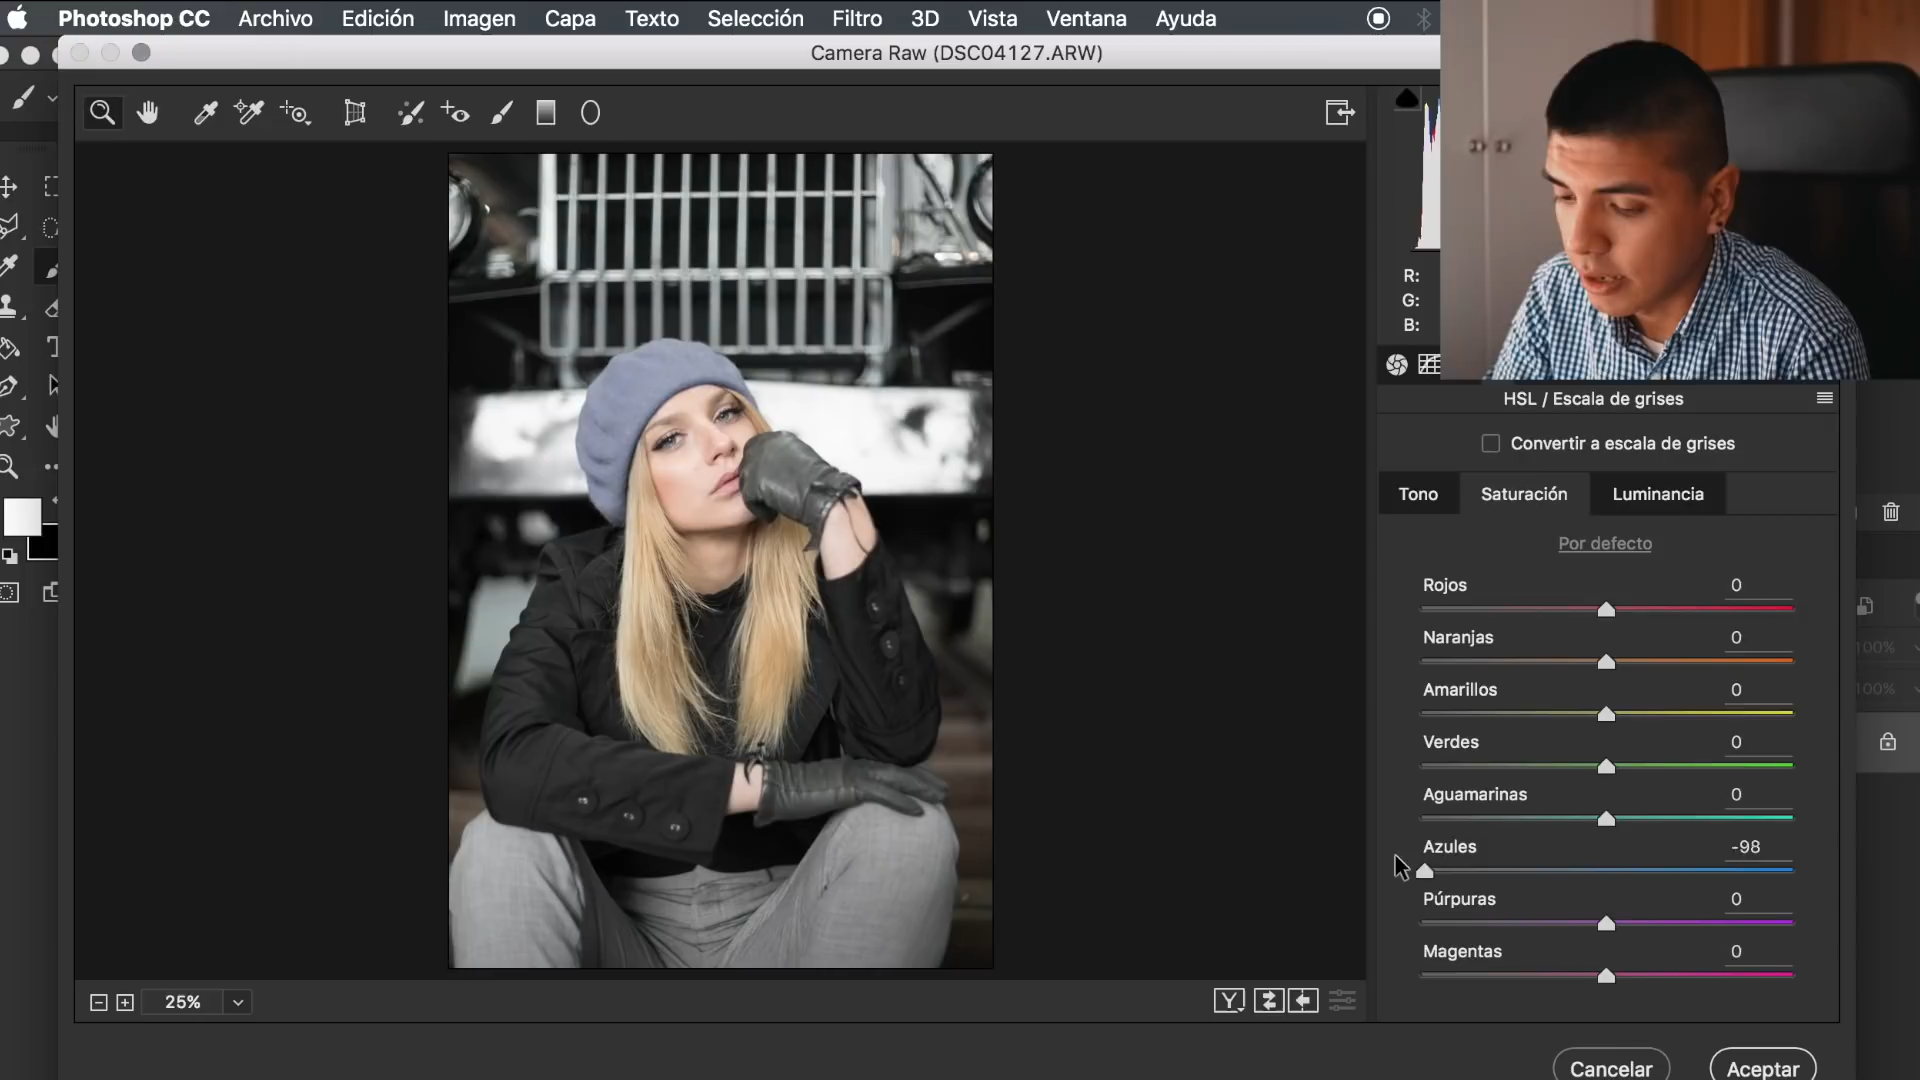 Photoshop CC Archivo Edición Imagen Capa Texto Selección Filtro 3D Vista Ventana Ayuda
Camera Raw (DSC04127.ARW)
R:
G:
B:
HSL / Escala de grises
Convertir a escala de grises
Tono Saturación Luminancia
Por defecto
Rojos 0
Naranjas 0
Amarillos 0
Verdes 0
Aguamarinas 0
Azules -98
Púrpuras 0
Magentas 0
100%
100%
25%
Cancelar Aceptar